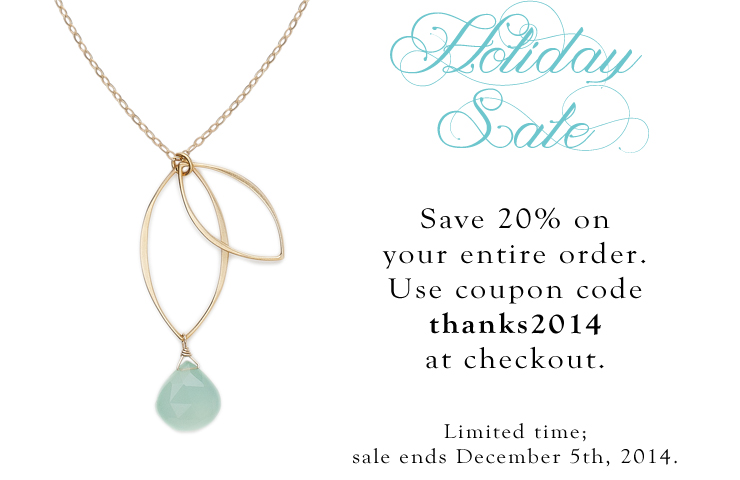 Holiday
Sale
Save 20% on
your entire order.
Use coupon code
thanks2014
at checkout.
Limited time;
sale ends December 5th, 2014.